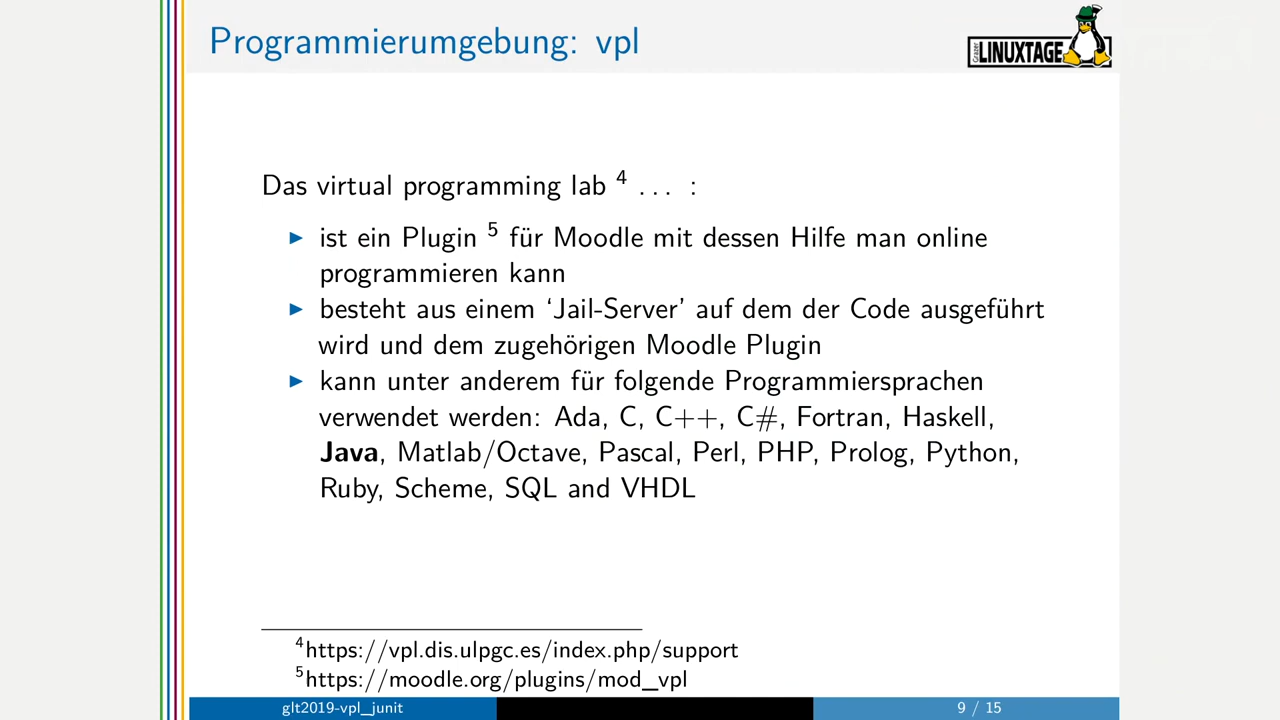 Programmierumgebung: vpl
Grazer
LINUXTAGE
Das virtual programming lab 4 . . . :
▶ ist ein Plugin 5 für Moodle mit dessen Hilfe man online
programmieren kann
▶ besteht aus einem ‘Jail-Server’ auf dem der Code ausgeführt
wird und dem zugehörigen Moodle Plugin
▶ kann unter anderem für folgende Programmiersprachen
verwendet werden: Ada, C, C++, C#, Fortran, Haskell,
Java, Matlab/Octave, Pascal, Perl, PHP, Prolog, Python,
Ruby, Scheme, SQL and VHDL
4https://vpl.dis.ulpgc.es/index.php/support
5https://moodle.org/plugins/mod_vpl
glt2019-vpl_junit
9 / 15